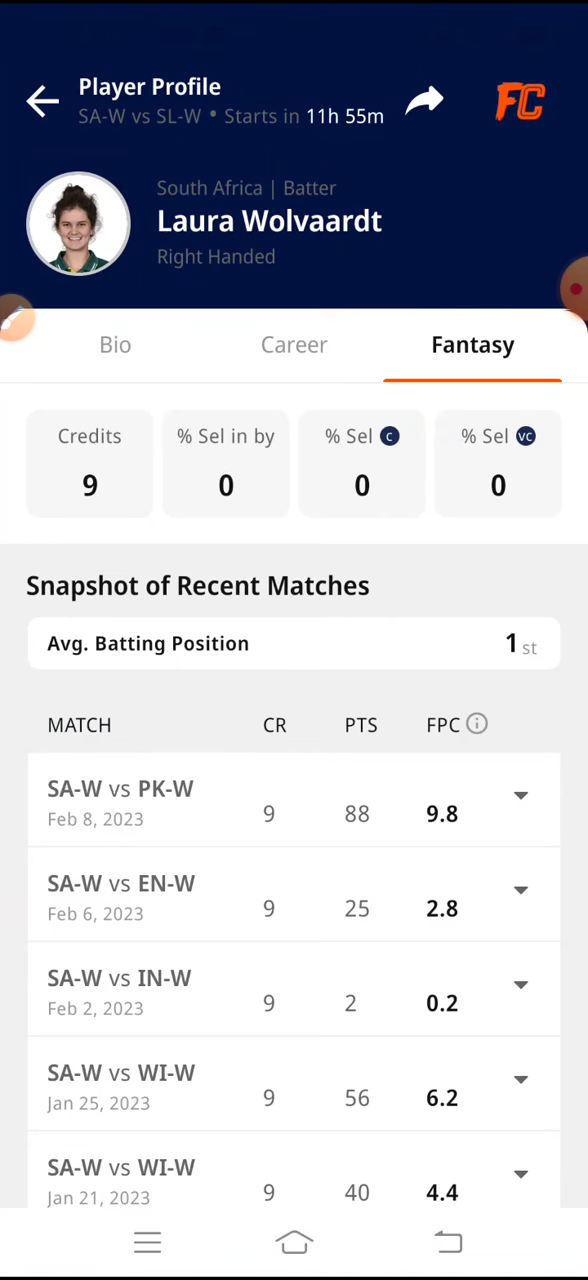 Player Profile
SA-W vs SL-W • Starts in 11h 55m
FC
South Africa | Batter
Laura Wolvaardt
Right Handed
Bio
Career
Fantasy
Credits
% Sel in by
% Sel C
% Sel VC
9
0
0
0
Snapshot of Recent Matches
Avg. Batting Position
1 st
MATCH CR PTS FPC i
SA-W vs PK-W
Feb 8, 2023
9 88 9.8
SA-W vs EN-W
Feb 6, 2023
9 25 2.8
SA-W vs IN-W
Feb 2, 2023
9 2 0.2
SA-W vs WI-W
Jan 25, 2023
9 56 6.2
SA-W vs WI-W
Jan 21, 2023
9 40 4.4